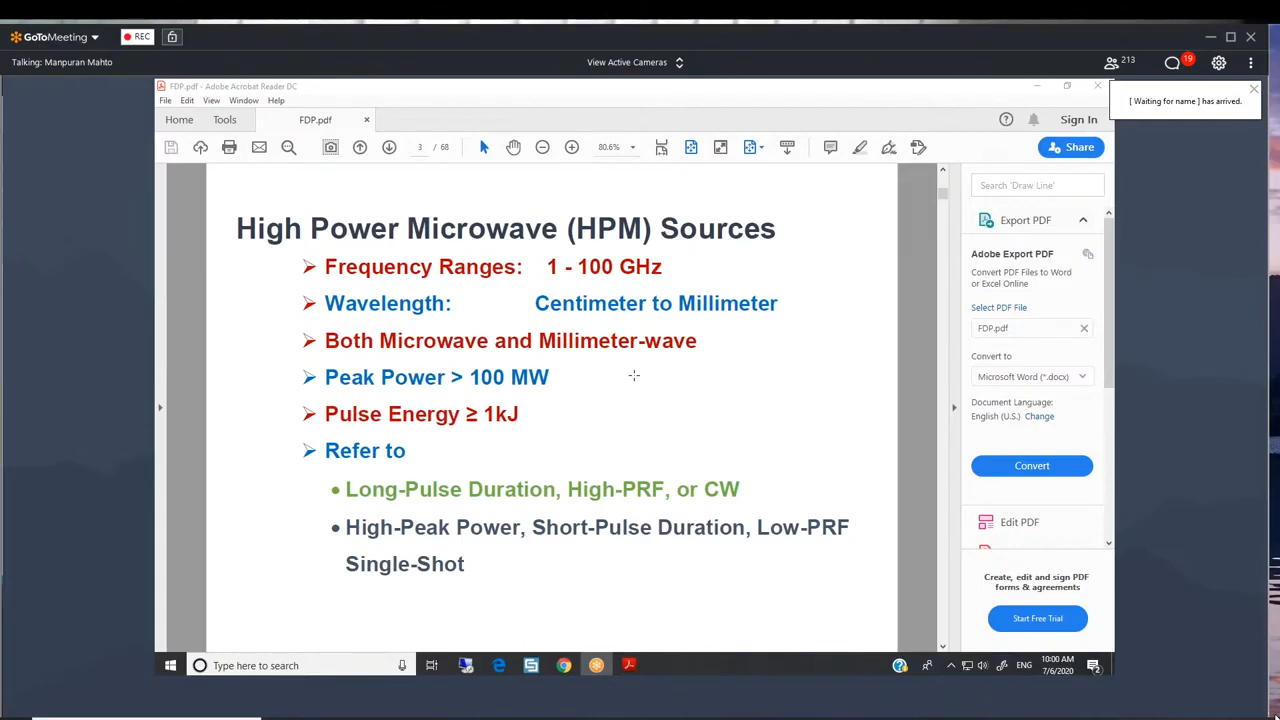 GoToMeeting
REC
Talking: Manpuran Mahto
View Active Cameras
213
19
[ Waiting for name ] has arrived.
FDP.pdf - Adobe Acrobat Reader DC
File Edit View Window Help
Home Tools FDP.pdf Sign In
3 / 68 80.6% Share
High Power Microwave (HPM) Sources
Frequency Ranges: 1 - 100 GHz
Wavelength: Centimeter to Millimeter
Both Microwave and Millimeter-wave
Peak Power > 100 MW
Pulse Energy ≥ 1kJ
Refer to
Long-Pulse Duration, High-PRF, or CW
High-Peak Power, Short-Pulse Duration, Low-PRF
Single-Shot
Search 'Draw Line'
Export PDF
Adobe Export PDF
Convert PDF Files to Word
or Excel Online
Select PDF File
FDP.pdf
Convert to
Microsoft Word (*.docx)
Document Language:
English (U.S.) Change
Convert
Edit PDF
Create, edit and sign PDF
forms & agreements
Start Free Trial
Type here to search
ENG
10:00 AM
7/6/2020
2